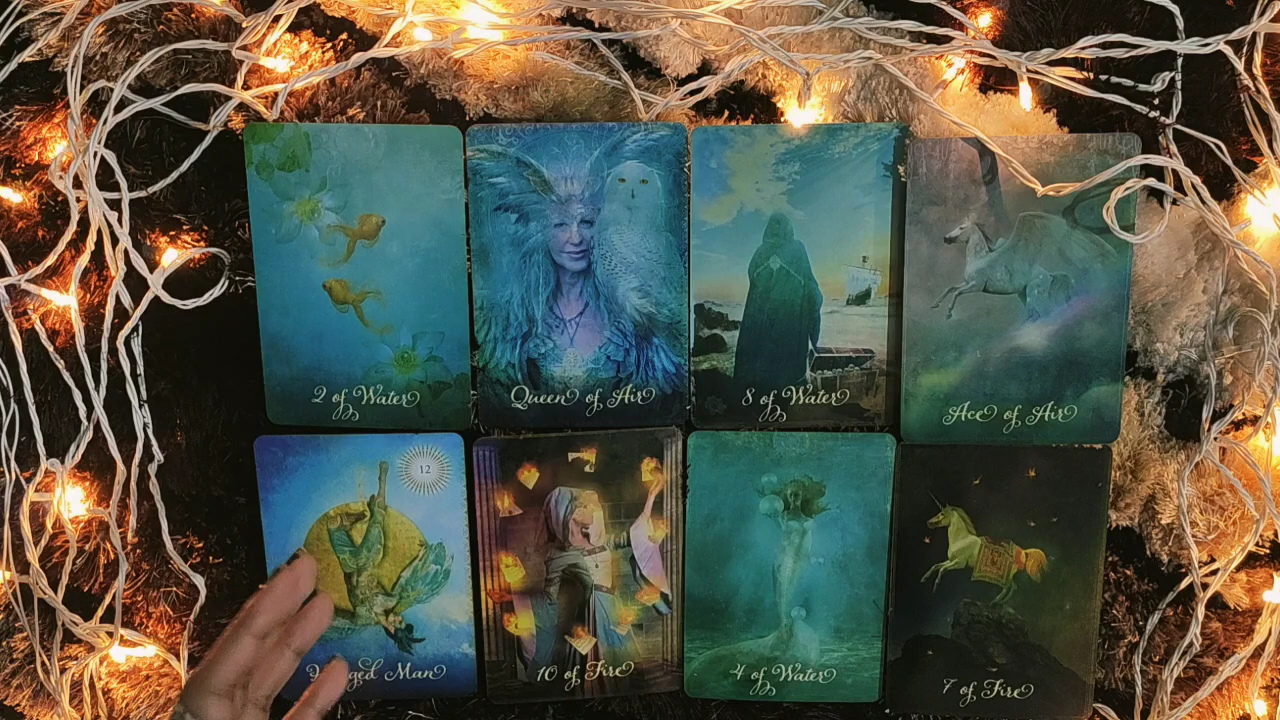 2 of Water
Queen of Air
8 of Water
Ace of Air
12
Man
10 of Fire
4 of Water
7 of Fire